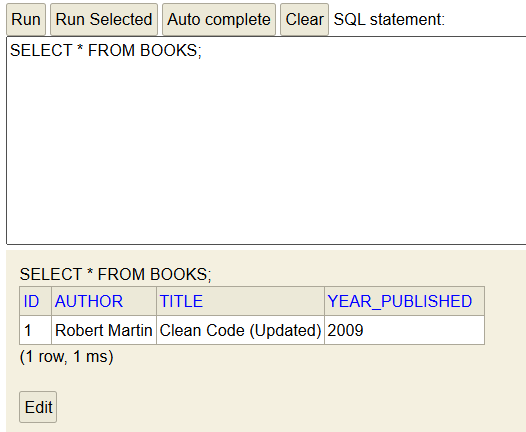 Run Run Selected Auto complete Clear SQL statement:
SELECT * FROM BOOKS;
SELECT * FROM BOOKS;
ID AUTHOR TITLE YEAR_PUBLISHED
1 Robert Martin Clean Code (Updated) 2009
(1 row, 1 ms)
Edit